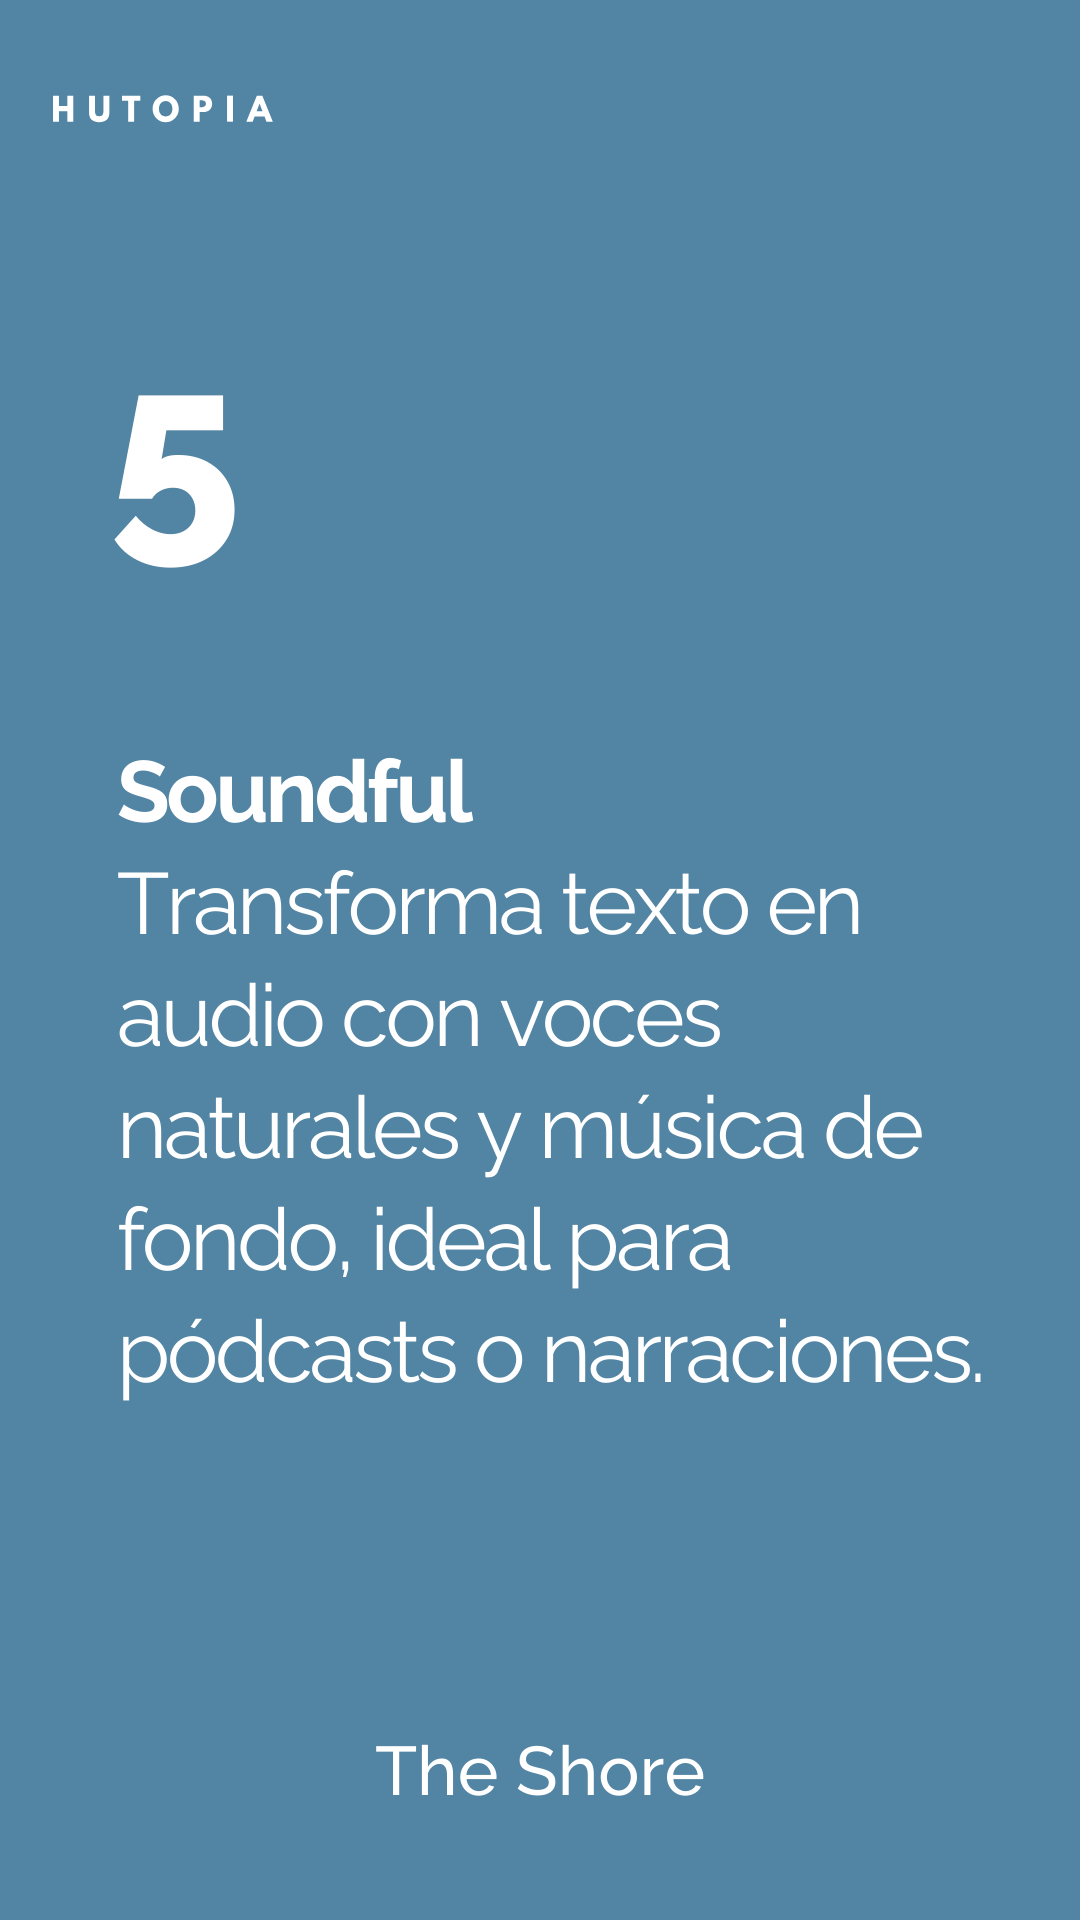 HUTOPIA
5
Soundful
Transforma texto en
audio con voces
naturales y música de
fondo, ideal para
pódcasts o narraciones.
The Shore